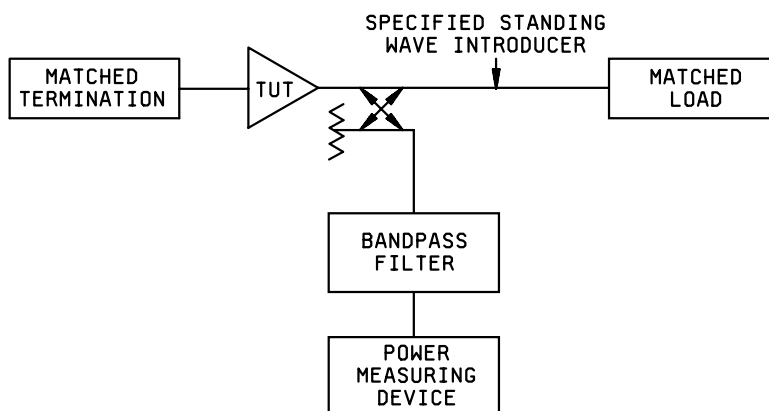 SPECIFIED STANDING
WAVE INTRODUCER
MATCHED
TERMINATION
TUT
MATCHED
LOAD
BANDPASS
FILTER
POWER
MEASURING
DEVICE